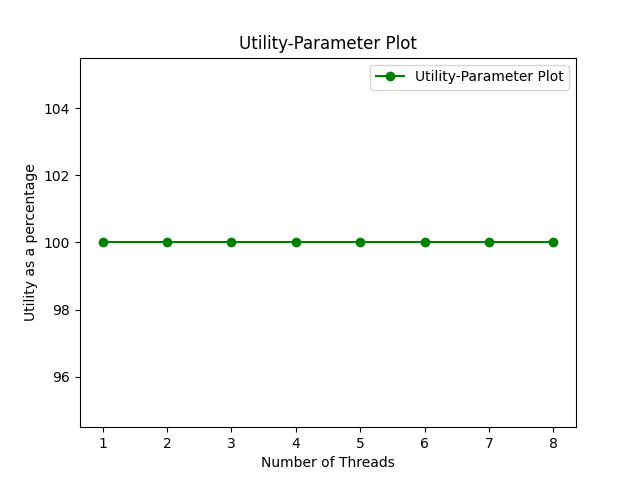 Utility-Parameter Plot
Utility-Parameter Plot
104
102
100
98
96
Utility as a percentage
1 2 3 4 5 6 7 8
Number of Threads